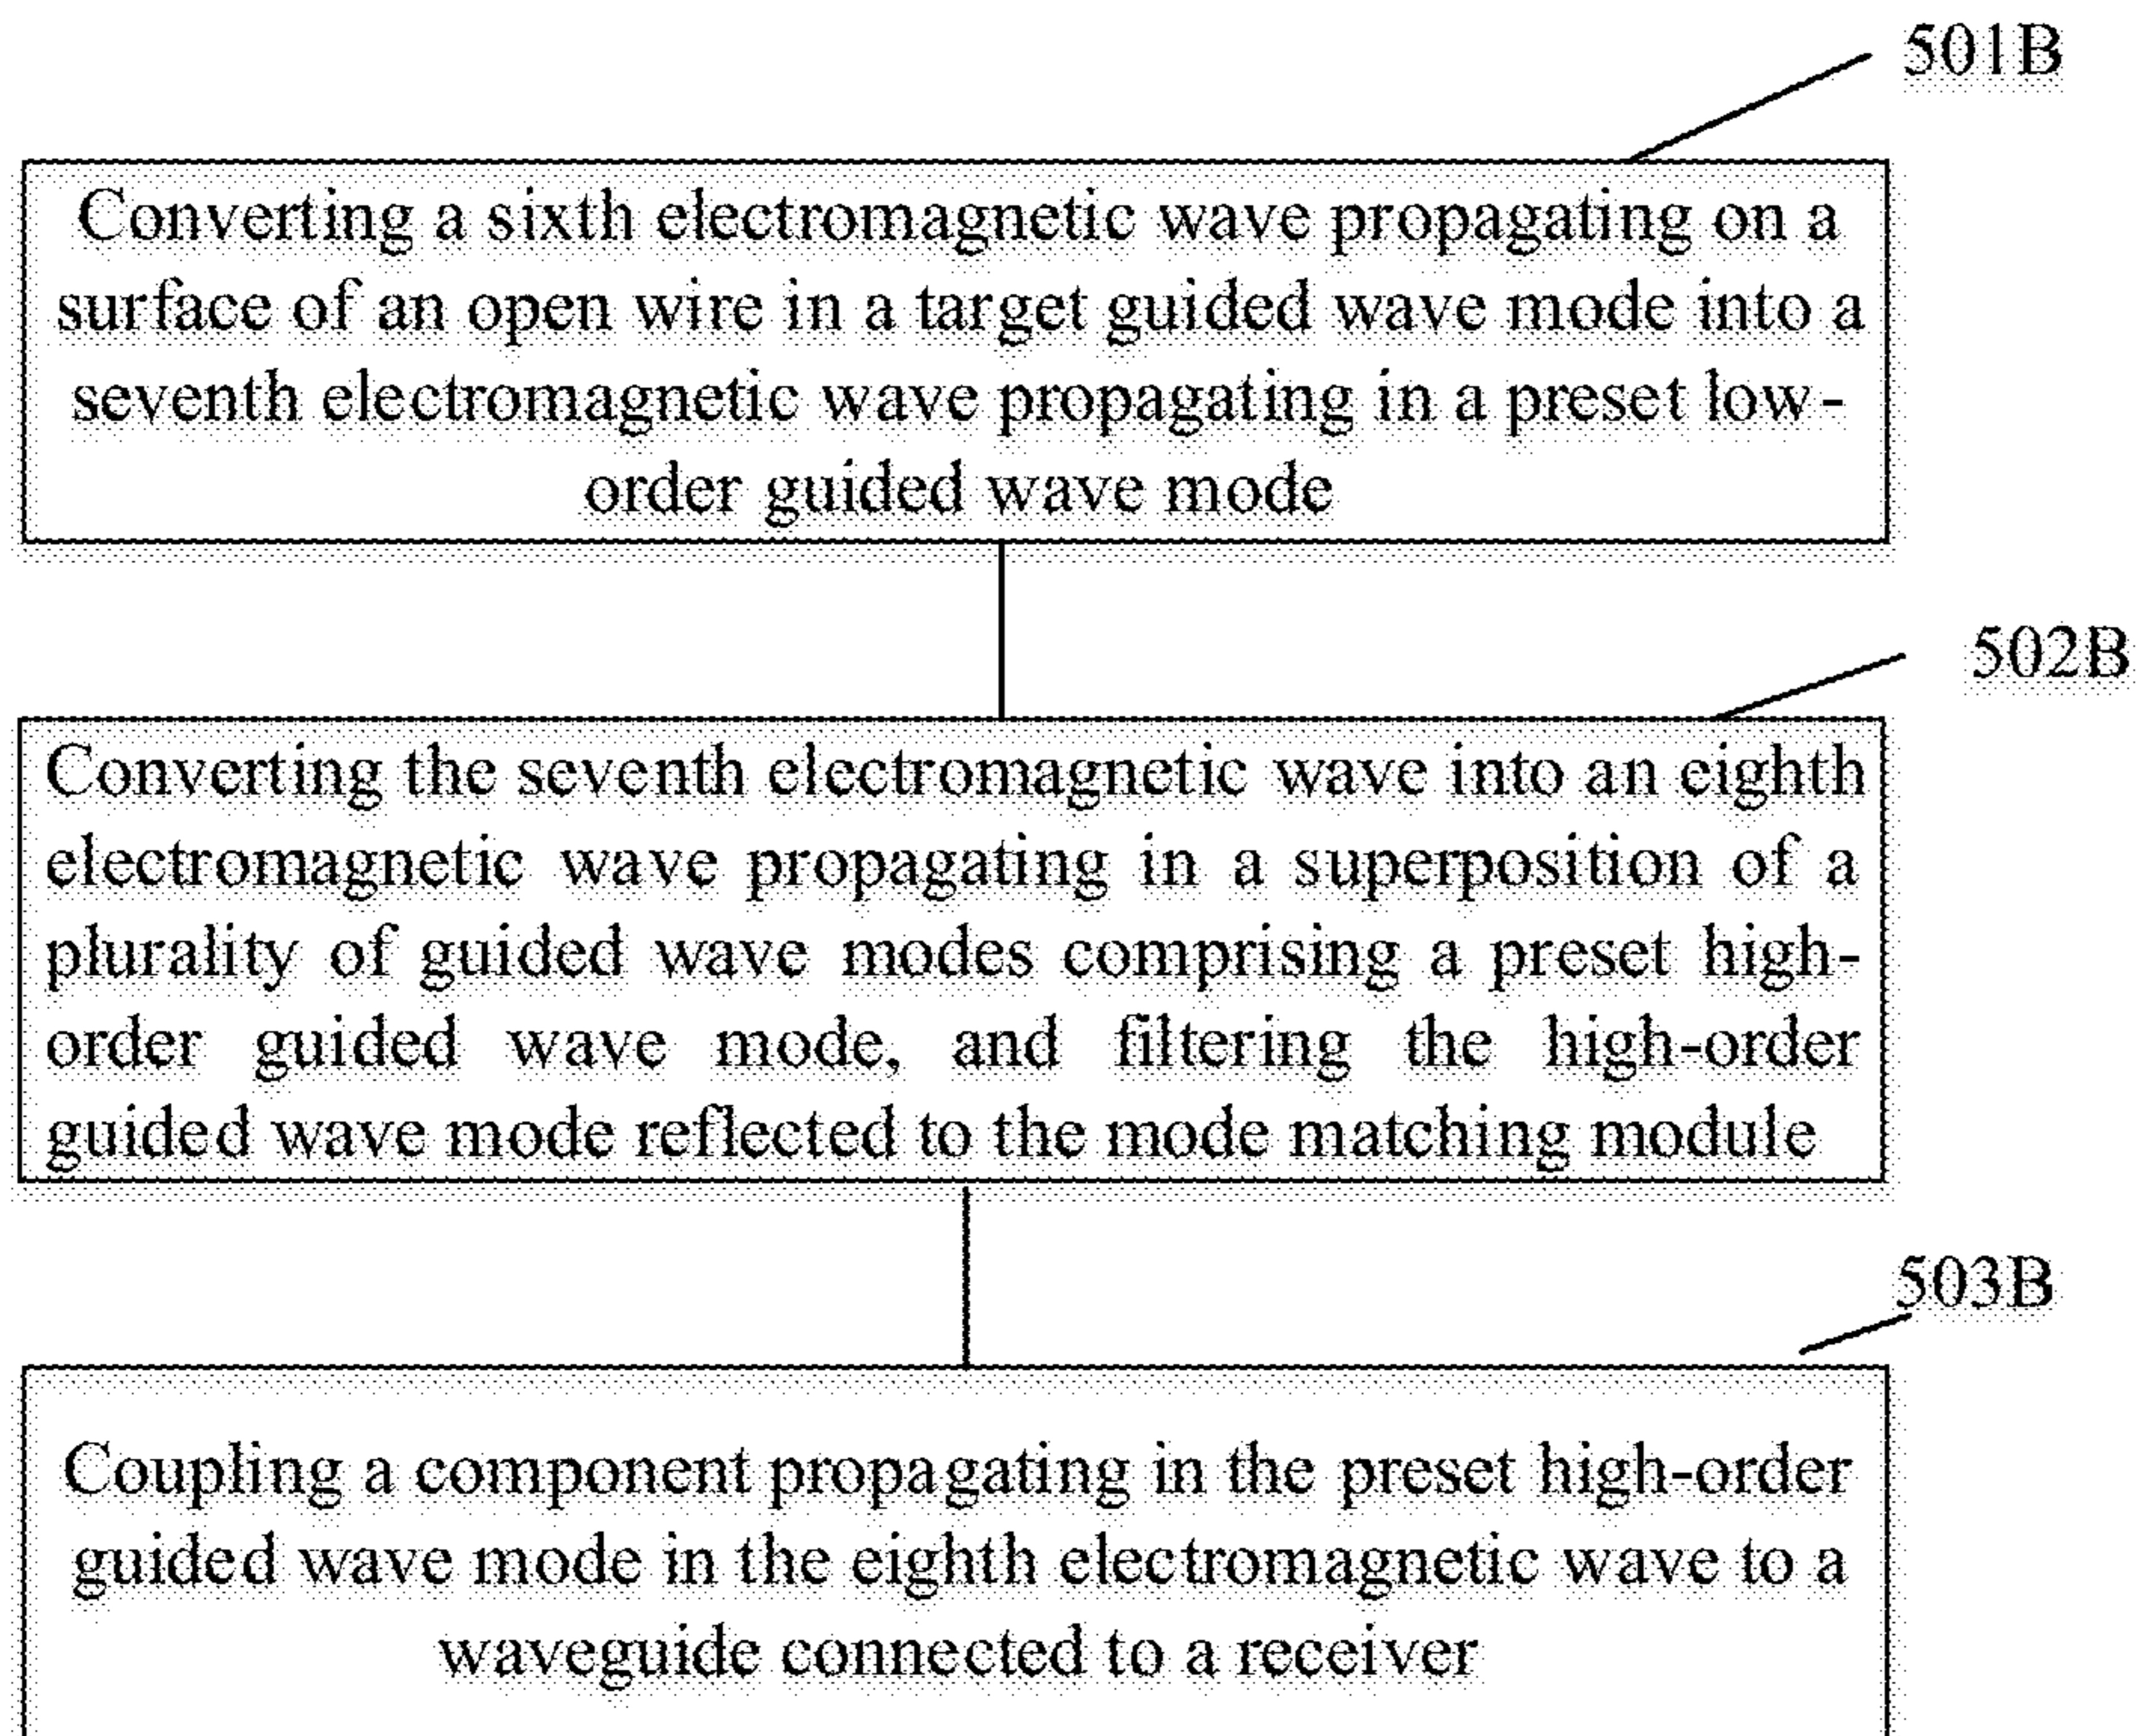 501B
Converting a sixth electromagnetic wave propagating on a
surface of an open wire in a target guided wave mode into a
seventh electromagnetic wave propagating in a preset low-
order guided wave mode
502B
Converting the seventh electromagnetic wave into an eighth
electromagnetic wave propagating in a superposition of a
plurality of guided wave modes comprising a preset high-
order guided wave mode, and filtering the high-order
guided wave mode reflected to the mode matching module
503B
Coupling a component propagating in the preset high-order
guided wave mode in the eighth electromagnetic wave to a
waveguide connected to a receiver